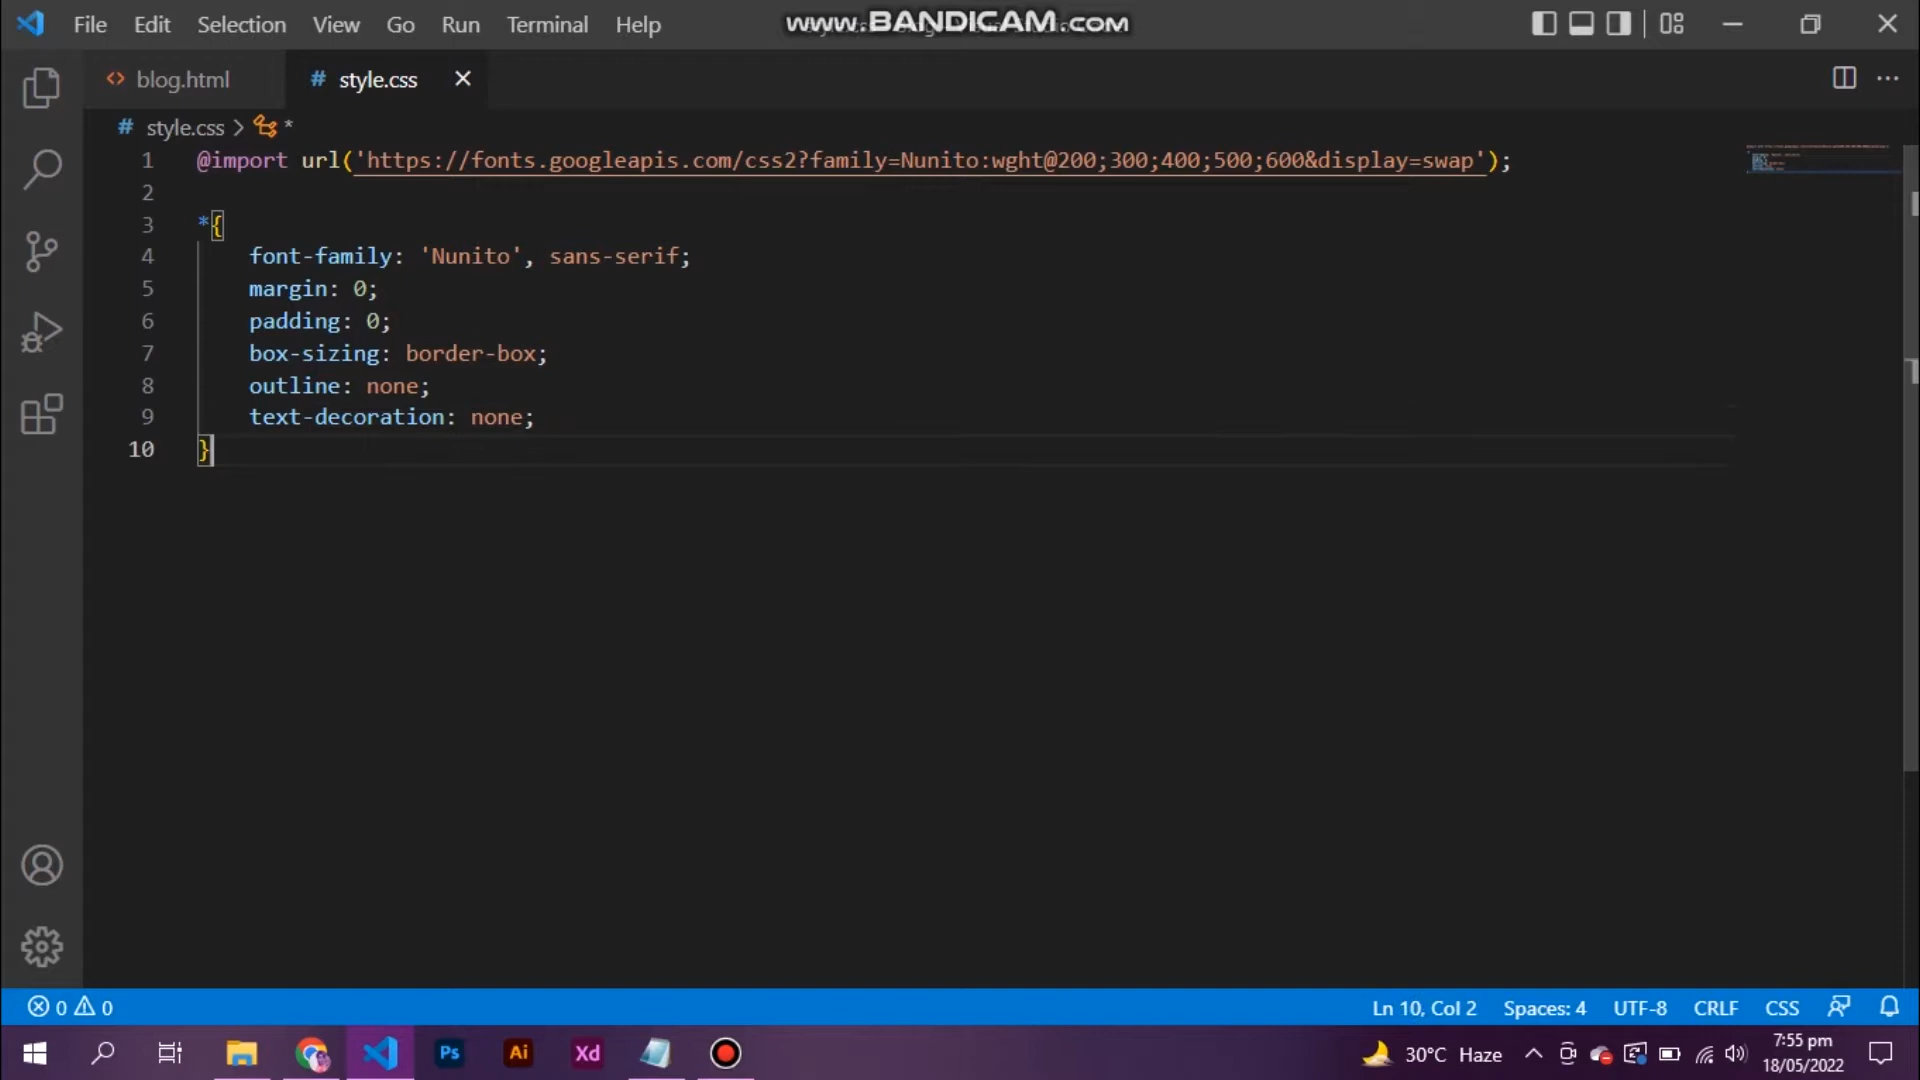 File Edit Selection View Go Run Terminal Help www.BANDICAM.com
blog.html # style.css
# style.css > *
1 @import url('https://fonts.googleapis.com/css2?family=Nunito:wght@200;300;400;500;600&display=swap');
2
3 *{
4 font-family: 'Nunito', sans-serif;
5 margin: 0;
6 padding: 0;
7 box-sizing: border-box;
8 outline: none;
9 text-decoration: none;
10 }
0 0 Ln 10, Col 2 Spaces: 4 UTF-8 CRLF CSS
Ps Ai Xd 30°C Haze 7:55 pm
18/05/2022